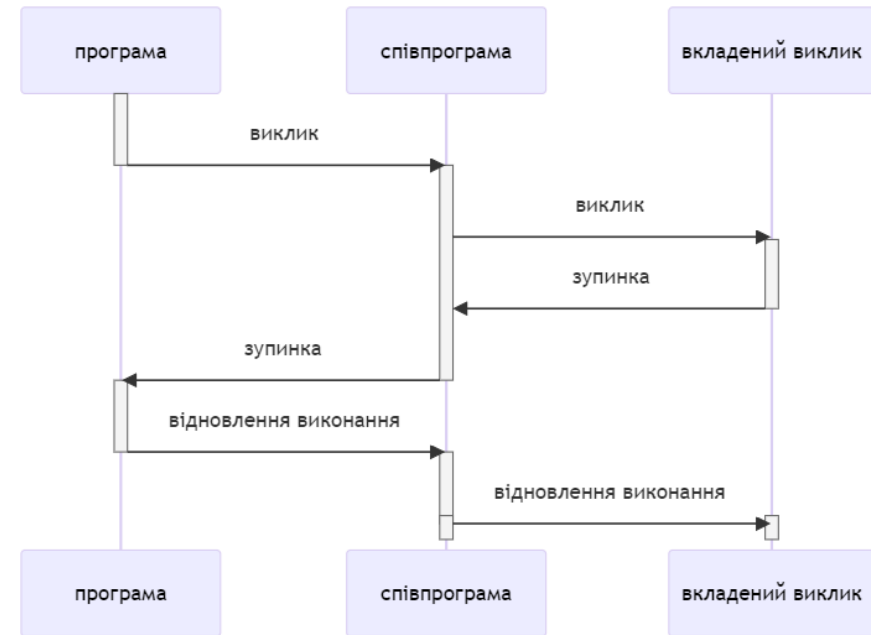 програма
співпрограма
вкладений виклик
виклик
виклик
зупинка
зупинка
відновлення виконання
відновлення виконання
програма
співпрограма
вкладений виклик